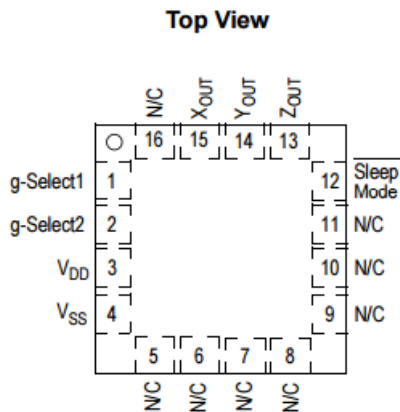 Top View
N/C
XOUT
YOUT
ZOUT
16
15
14
13
g-Select1
1
12
Sleep
Mode
g-Select2
2
11
N/C
VDD
3
10
N/C
VSS
4
9
N/C
5
6
7
8
N/C
N/C
N/C
N/C